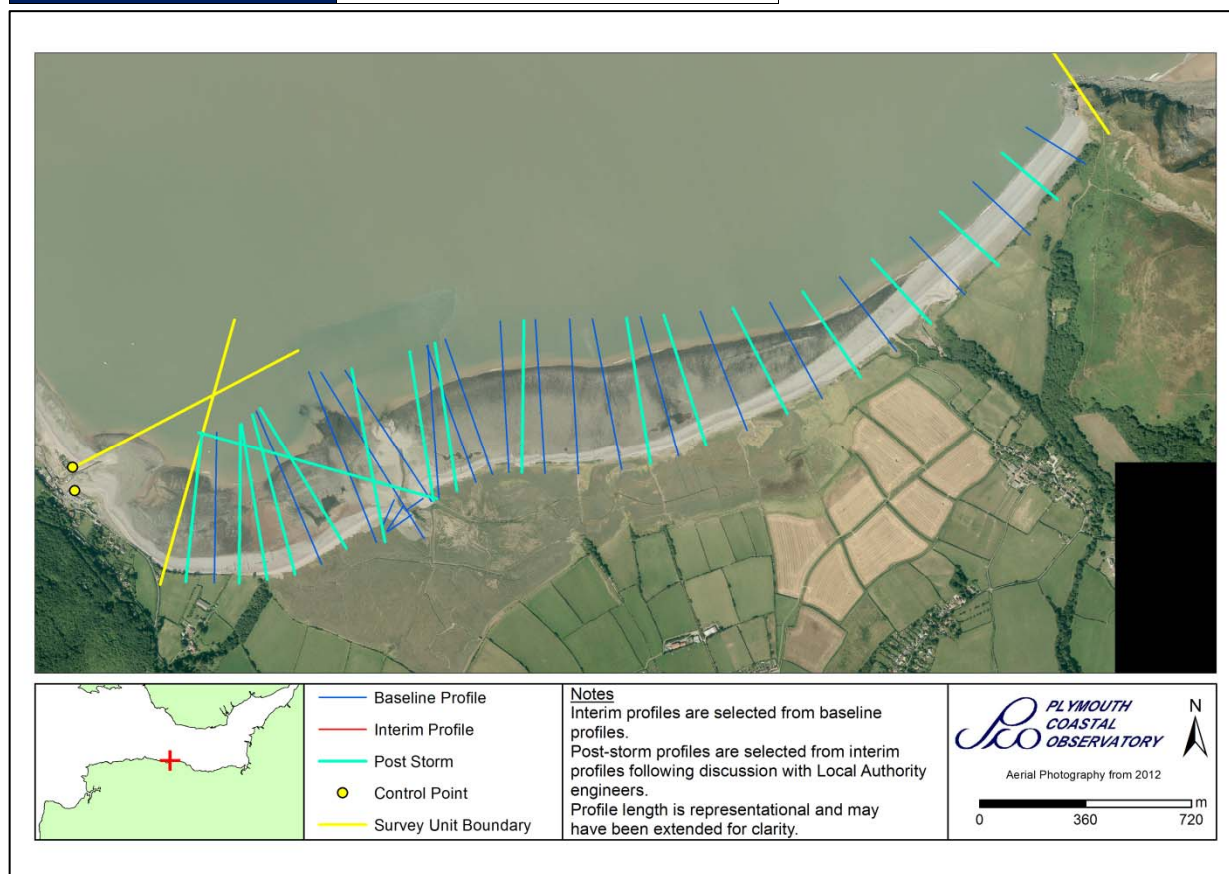 Baseline Profile
Interim Profile
Post Storm
Control Point
Survey Unit Boundary
Notes
Interim profiles are selected from baseline
profiles.
Post-storm profiles are selected from interim
profiles following discussion with Local Authority
engineers.
Profile length is representational and may
have been extended for clarity.
PCO
PLYMOUTH
COASTAL
OBSERVATORY
N
Aerial Photography from 2012
m
0 360 720